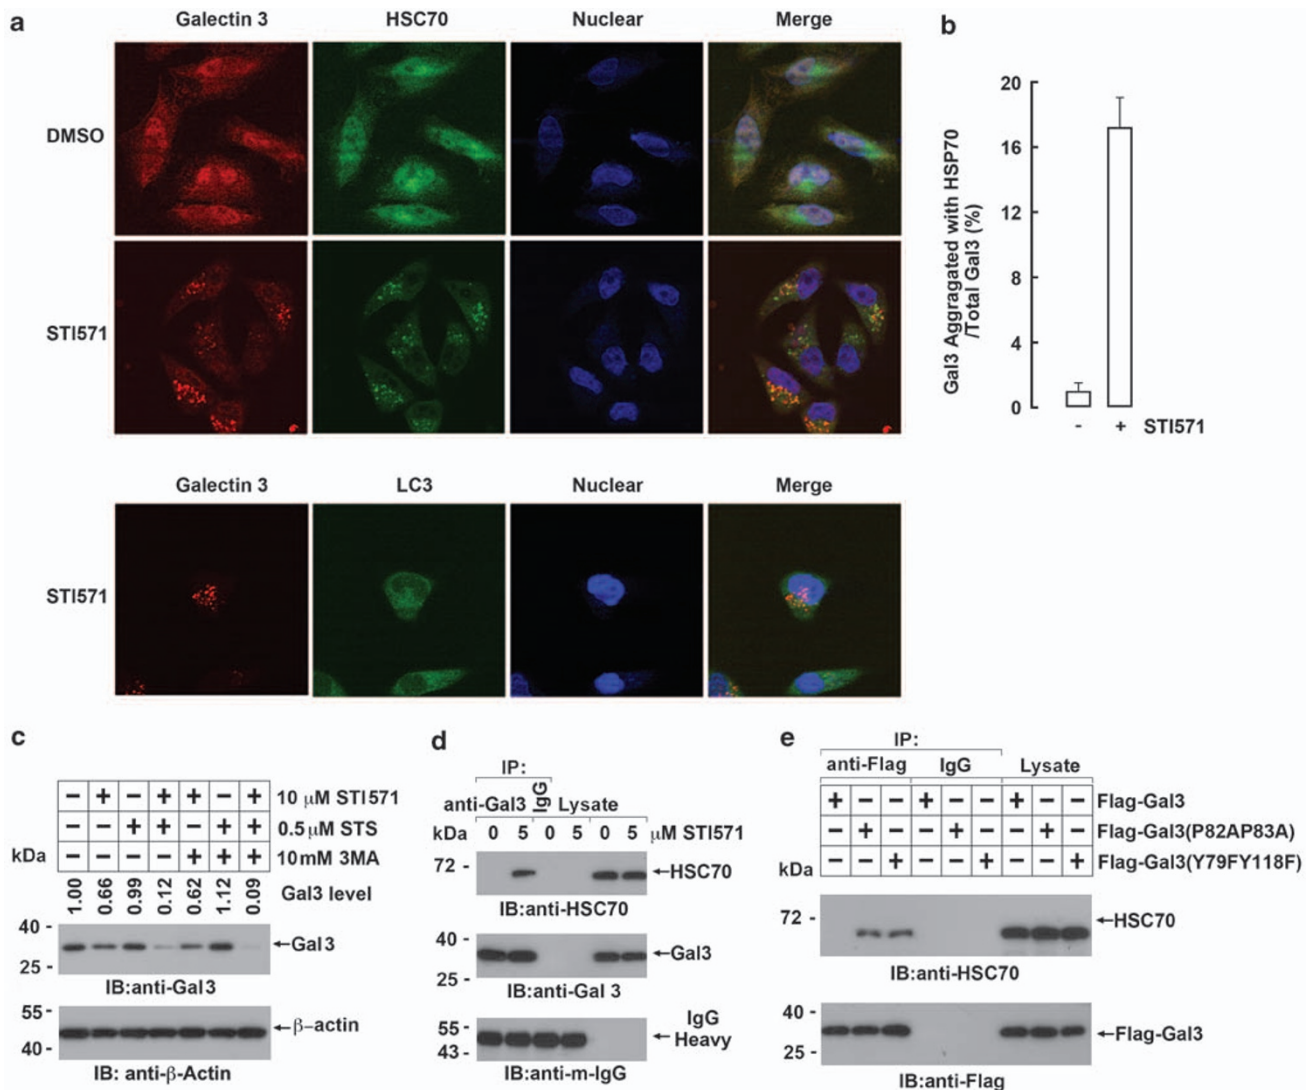 a
Galectin 3 HSC70 Nuclear Merge
DMSO
STI571
Galectin 3 LC3 Nuclear Merge
STI571
b
Gal3 Aggragated with HSP70
/Total Gal3 (%)
20
16
12
8
4
0
- + STI571
c
− + − + + − + 10 μM STI571
− − + + − + + 0.5 μM STS
− − − − + + + 10mM 3MA
kDa
1.00 0.66 0.99 0.12 0.62 1.12 0.09 Gal3 level
40 -
←Gal3
25 -
IB:anti-Gal3
55 -
←β-actin
40 -
IB: anti-β-Actin
d
IP:
anti-Gal3 IgG Lysate
kDa 0 5 0 5 0 5 μM STI571
72 -
←HSC70
IB:anti-HSC70
40 -
←Gal3
25 -
IB:anti-Gal 3
55 -
43 -
IgG
←Heavy
IB:anti-m-IgG
e
IP:
anti-Flag IgG Lysate
+ − − + − − + − − Flag-Gal3
− + − − + − − + − Flag-Gal3(P82AP83A)
− − + − − + − − + Flag-Gal3(Y79FY118F)
kDa
72 -
←HSC70
IB:anti-HSC70
40 -
←Flag-Gal3
25 -
IB:anti-Flag